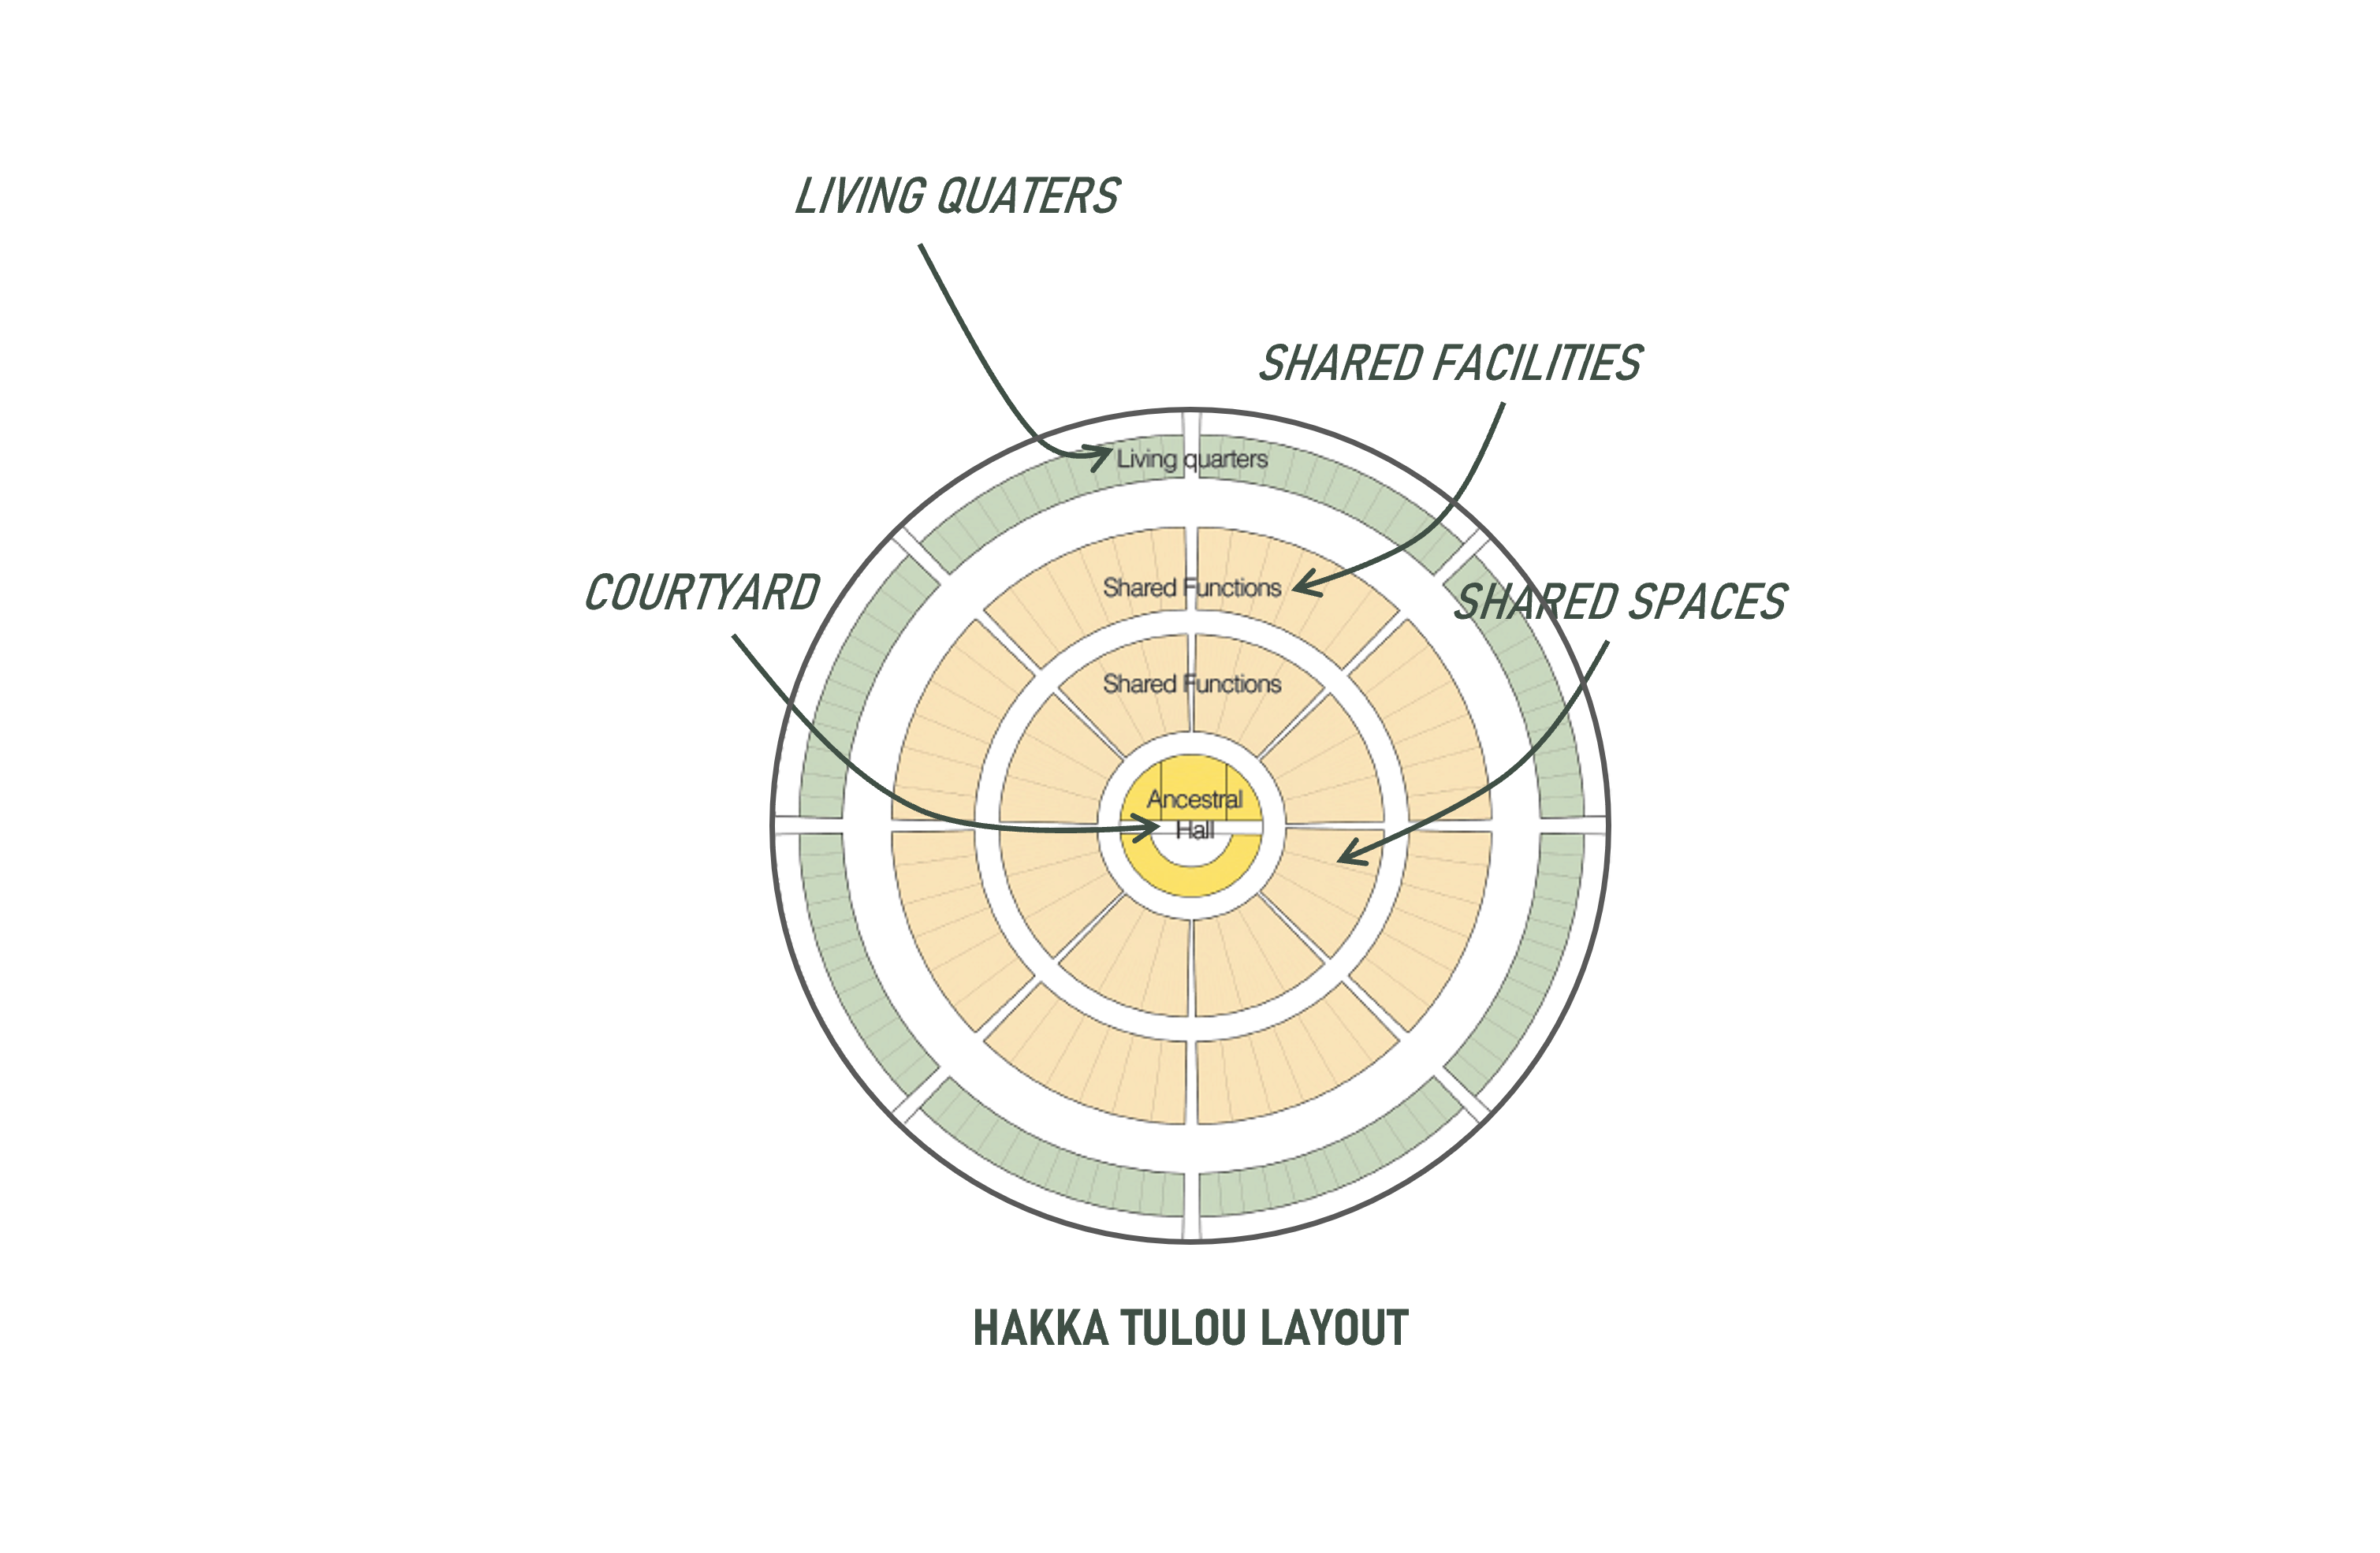 LIVING QUATERS
SHARED FACILITIES
Living quarters
COURTYARD
Shared Functions
SHARED SPACES
Shared Functions
Ancestral
Hall
HAKKA TULOU LAYOUT